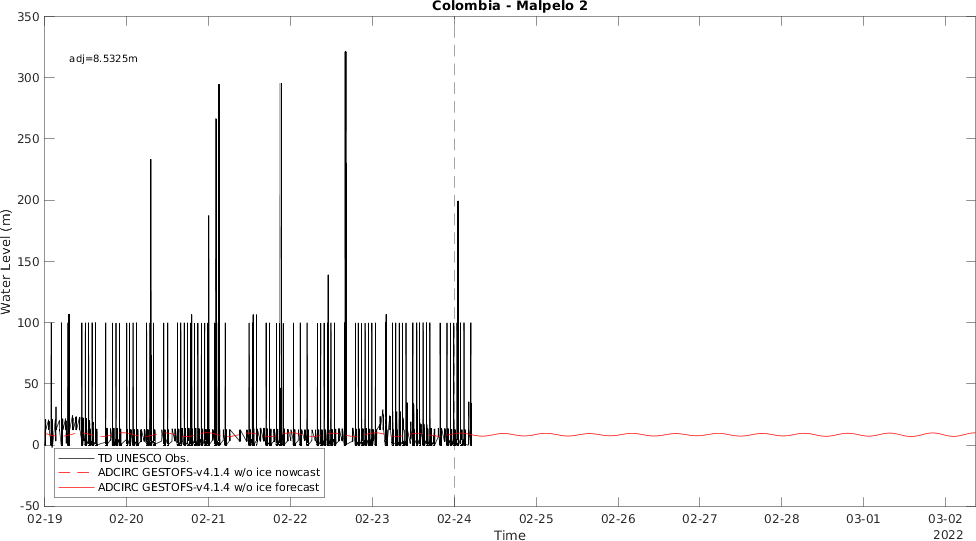 Colombia - Malpelo 2
350
300
250
200
150
100
50
0
-50
Water Level (m)
adj=8.5325m
TD UNESCO Obs.
ADCIRC GESTOFS-v4.1.4 w/o ice nowcast
ADCIRC GESTOFS-v4.1.4 w/o ice forecast
02-19 02-20 02-21 02-22 02-23 02-24 02-25 02-26 02-27 02-28 03-01 03-02
Time
2022